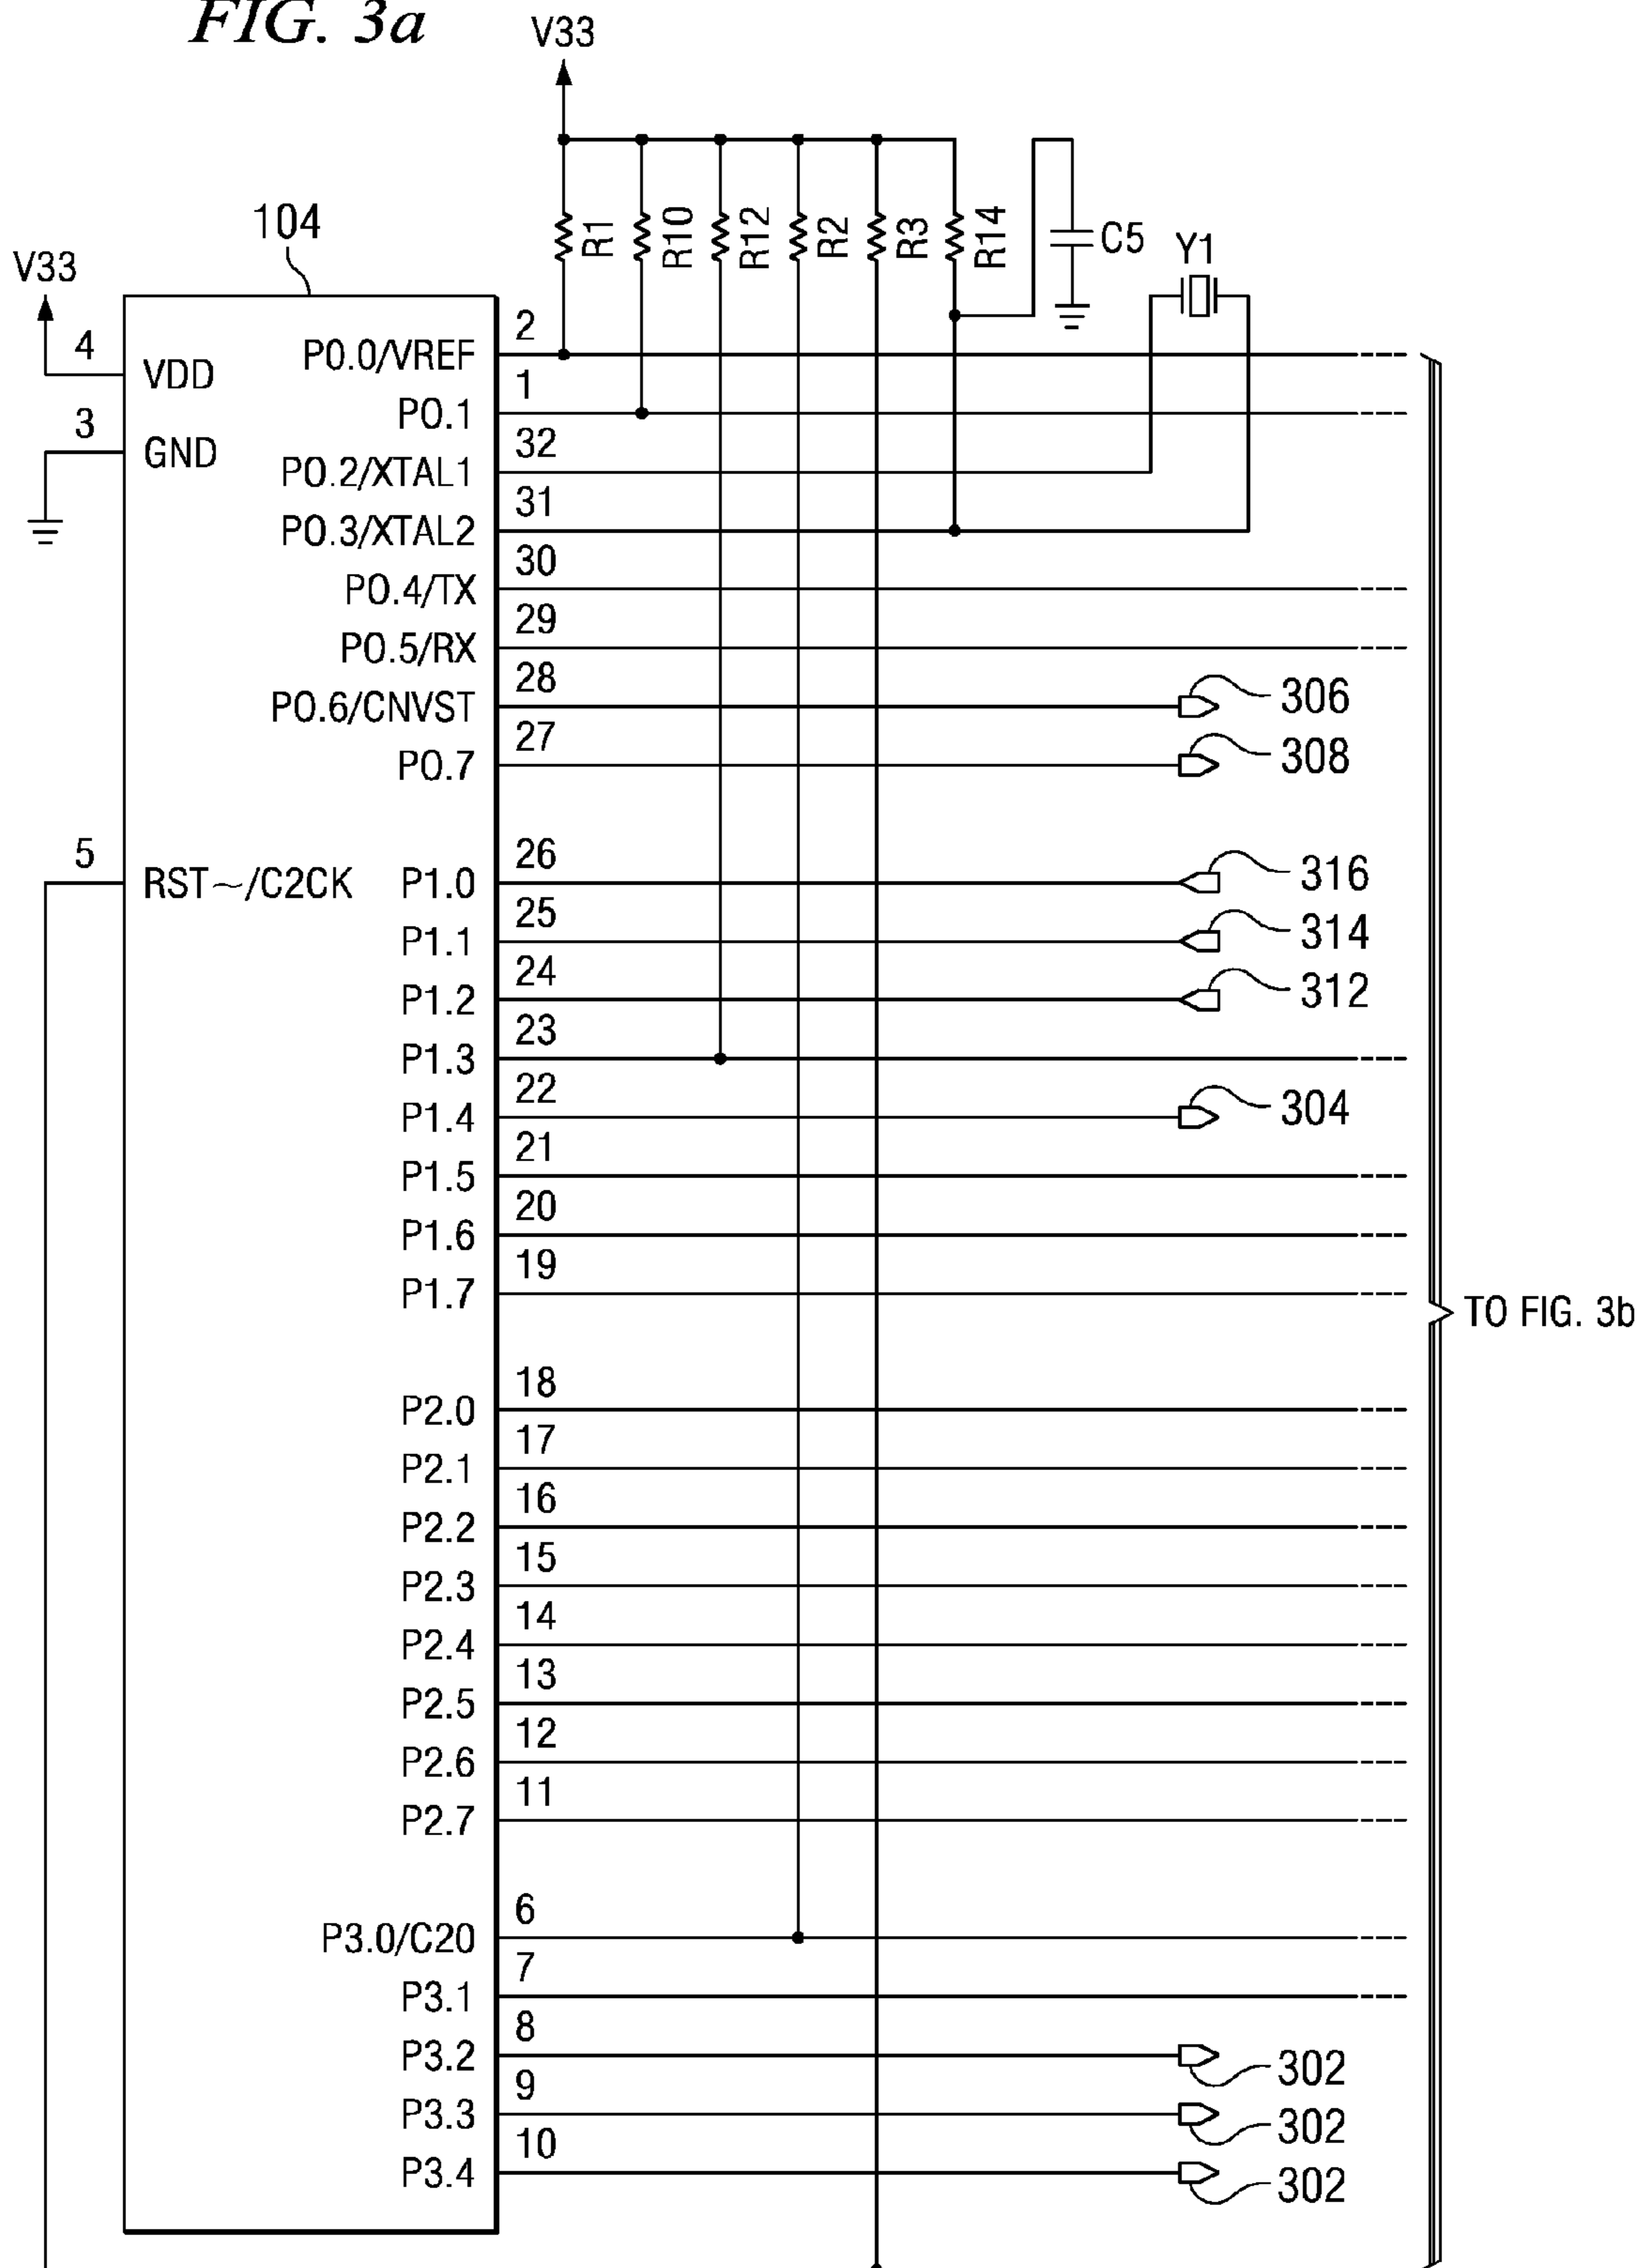 FIG. 3a
V33
R1
R10
R12
R2
R3
R14
C5
Y1
104
V33
4
VDD
3
GND
5
RST~/C2CK
P0.0/VREF
2
P0.1
1
P0.2/XTAL1
32
P0.3/XTAL2
31
P0.4/TX
30
P0.5/RX
29
P0.6/CNVST
28
306
P0.7
27
308
P1.0
26
316
P1.1
25
314
P1.2
24
312
P1.3
23
P1.4
22
304
P1.5
21
P1.6
20
P1.7
19
TO FIG. 3b
P2.0
18
P2.1
17
P2.2
16
P2.3
15
P2.4
14
P2.5
13
P2.6
12
P2.7
11
P3.0/C20
6
P3.1
7
P3.2
8
302
P3.3
9
302
P3.4
10
302